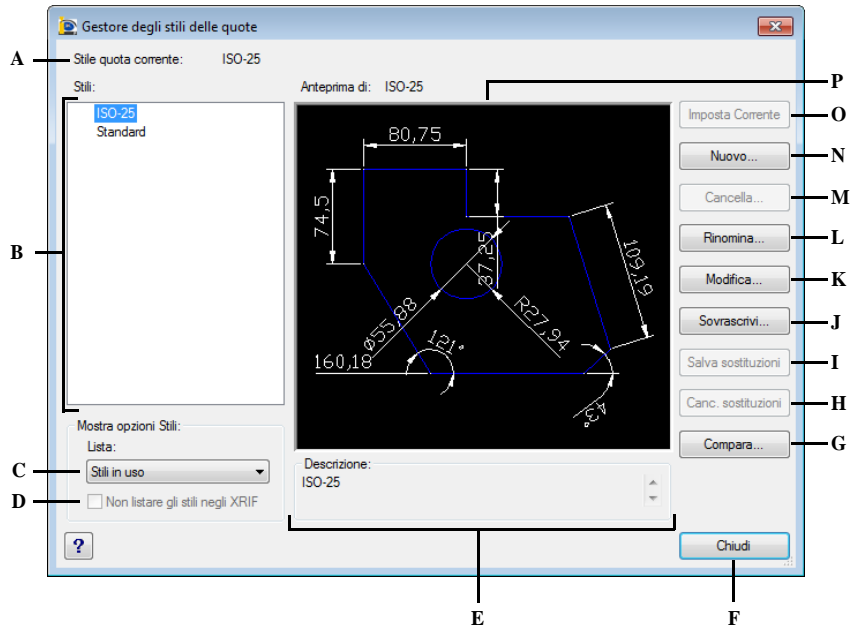 Gestore degli stili delle quote
A
Stile quota corrente: ISO-25
Stili:
Anteprima di: ISO-25
P
B
ISO-25
Standard
80,75
74,5
37,25
109,19
Ø55,88
R27,94
121°
160,18
43°
Imposta Corrente
O
Nuovo...
N
Cancella...
M
Rinomina...
L
Modifica...
K
Sovrascrivi...
J
Salva sostituzioni
I
Canc. sostituzioni
H
Compara...
G
Mostra opzioni Stili:
Lista:
C
Stili in uso
D
Non listare gli stili negli XRIF
Descrizione:
ISO-25
?
Chiudi
E
F